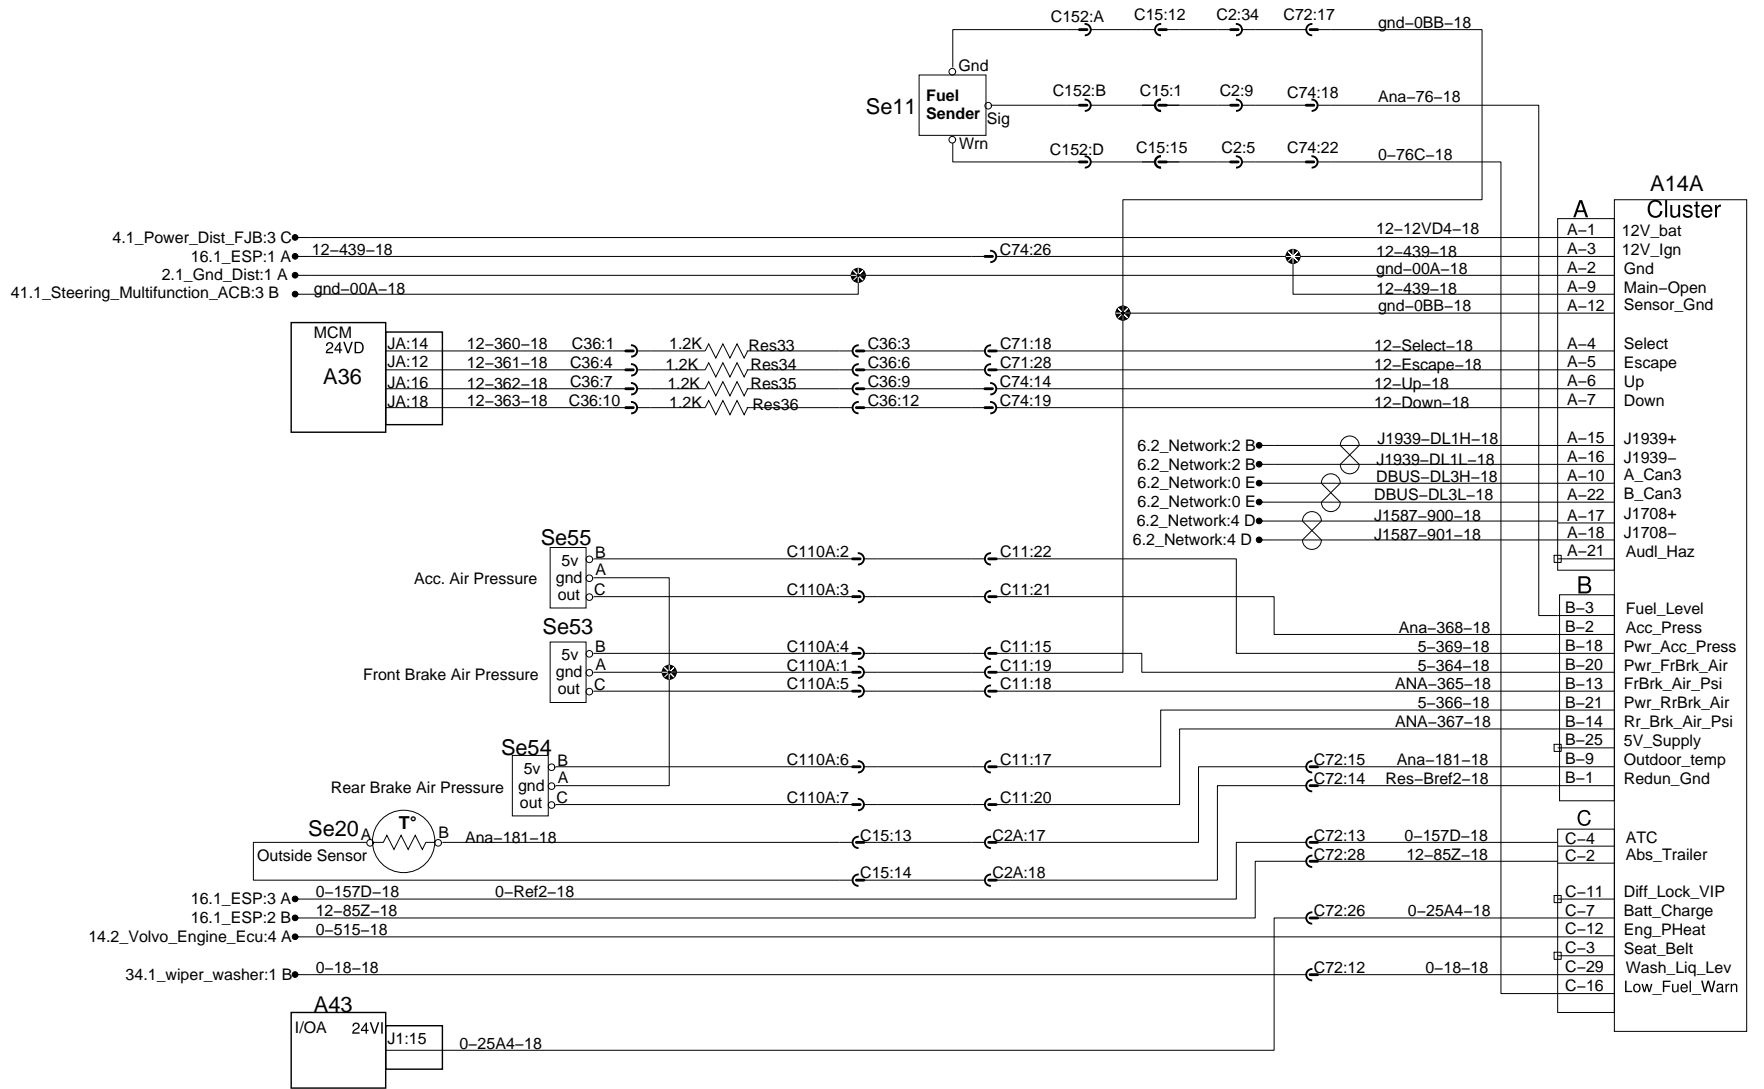 C152:A C15:12 C2:34 C72:17 gnd-0BB-18
Gnd
Se11 Fuel Sender
C152:B C15:1 C2:9 C74:18 Ana-76-18
Sig
Wrn
C152:D C15:15 C2:5 C74:22 0-76C-18
A14A
A Cluster
4.1_Power_Dist_FJB:3 C 12-12VD4-18 A-1 12V_bat
16.1_ESP:1 A 12-439-18 C74:26 12-439-18 A-3 12V_Ign
2.1_Gnd_Dist:1 A gnd-00A-18 A-2 Gnd
41.1_Steering_Multifunction_ACB:3 B gnd-00A-18 12-439-18 A-9 Main-Open
gnd-0BB-18 A-12 Sensor_Gnd
MCM
24VD
A36
JA:14 12-360-18 C36:1 1.2K Res33 C36:3 C71:18 12-Select-18 A-4 Select
JA:12 12-361-18 C36:4 1.2K Res34 C36:6 C71:28 12-Escape-18 A-5 Escape
JA:16 12-362-18 C36:7 1.2K Res35 C36:9 C74:14 12-Up-18 A-6 Up
JA:18 12-363-18 C36:10 1.2K Res36 C36:12 C74:19 12-Down-18 A-7 Down
6.2_Network:2 B J1939-DL1H-18 A-15 J1939+
6.2_Network:2 B J1939-DL1L-18 A-16 J1939-
6.2_Network:0 E DBUS-DL3H-18 A-10 A_Can3
6.2_Network:0 E DBUS-DL3L-18 A-22 B_Can3
6.2_Network:4 D J1587-900-18 A-17 J1708+
6.2_Network:4 D J1587-901-18 A-18 J1708-
A-21 Audl_Haz
Se55
Acc. Air Pressure
5v B C110A:2 C11:22
gnd A
out C C110A:3 C11:21
B
B-3 Fuel_Level
Ana-368-18 B-2 Acc_Press
5-369-18 B-18 Pwr_Acc_Press
Se53
Front Brake Air Pressure
5v B C110A:4 C11:15 5-364-18 B-20 Pwr_FrBrk_Air
gnd A C110A:1 C11:19
out C C110A:5 C11:18 ANA-365-18 B-13 FrBrk_Air_Psi
5-366-18 B-21 Pwr_RrBrk_Air
ANA-367-18 B-14 Rr_Brk_Air_Psi
B-25 5V_Supply
Se54
Rear Brake Air Pressure
5v B C110A:6 C11:17
gnd A
out C C110A:7 C11:20
C72:15 Ana-181-18 B-9 Outdoor_temp
C72:14 Res-Bref2-18 B-1 Redun_Gnd
C
Se20 A T° B Ana-181-18 C15:13 C2A:17
Outside Sensor
C15:14 C2A:18
C72:13 0-157D-18 C-4 ATC
C72:28 12-85Z-18 C-2 Abs_Trailer
16.1_ESP:3 A 0-157D-18 0-Ref2-18 C-11 Diff_Lock_VIP
16.1_ESP:2 B 12-85Z-18 C72:26 0-25A4-18 C-7 Batt_Charge
14.2_Volvo_Engine_Ecu:4 A 0-515-18 C-12 Eng_PHeat
C-3 Seat_Belt
34.1_wiper_washer:1 B 0-18-18 C72:12 0-18-18 C-29 Wash_Liq_Lev
C-16 Low_Fuel_Warn
A43
I/OA 24VI
J1:15 0-25A4-18